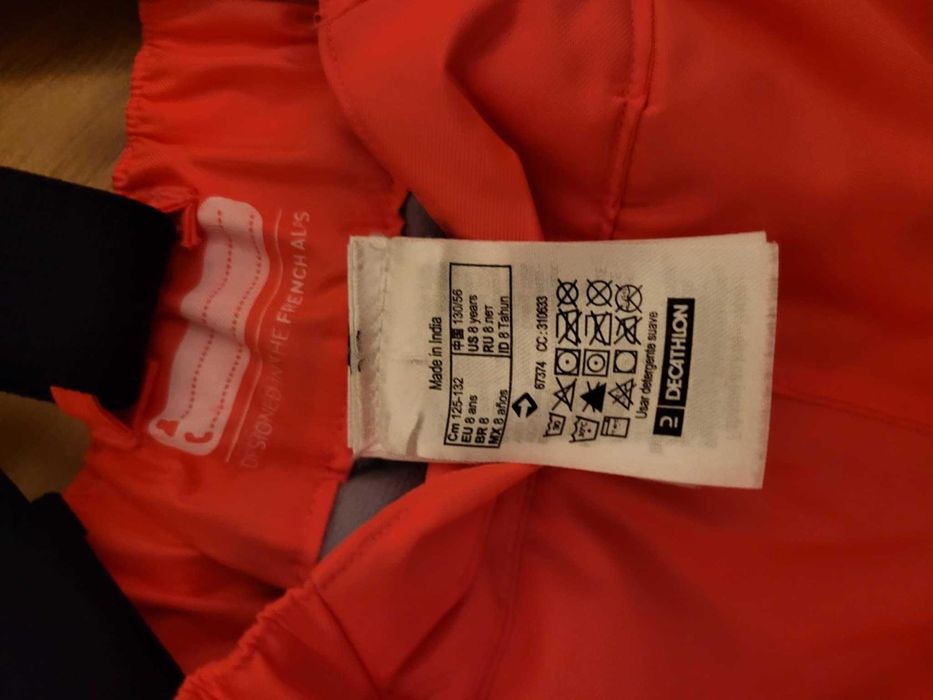 Made in India
Cm 125-132
EU 8 ans
BR 8
MX 8 años
中国 130/56
US 8 years
RU 8 лет
ID 8 Tahun
67374 CC: 310633
30
30°C
Usar detergente suave
DECATHLON
DESIGNED IN THE FRENCH ALPS